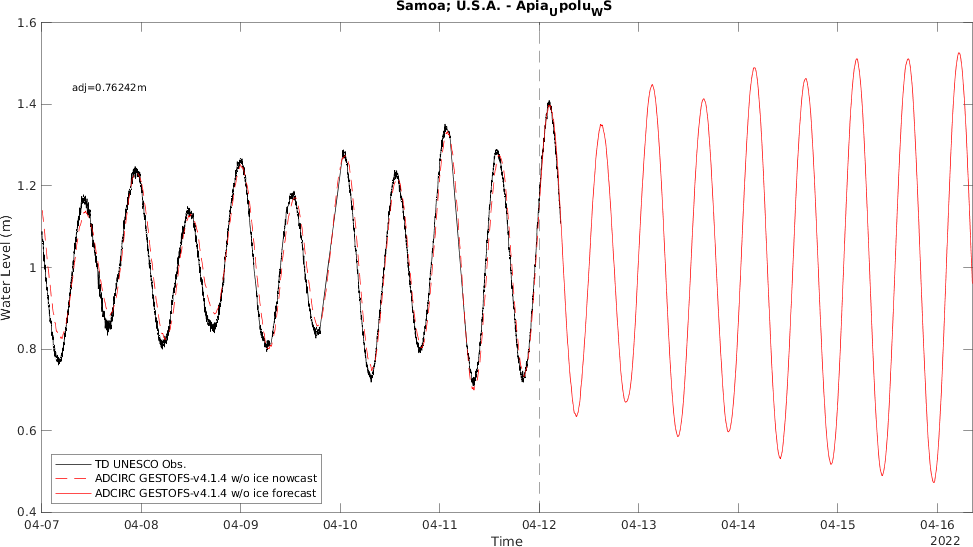 Samoa; U.S.A. - Apia_Upolu_WS
1.6
adj=0.76242m
1.4
1.2
1
0.8
0.6
0.4
Water Level (m)
TD UNESCO Obs.
ADCIRC GESTOFS-v4.1.4 w/o ice nowcast
ADCIRC GESTOFS-v4.1.4 w/o ice forecast
04-07 04-08 04-09 04-10 04-11 04-12 04-13 04-14 04-15 04-16
Time 2022